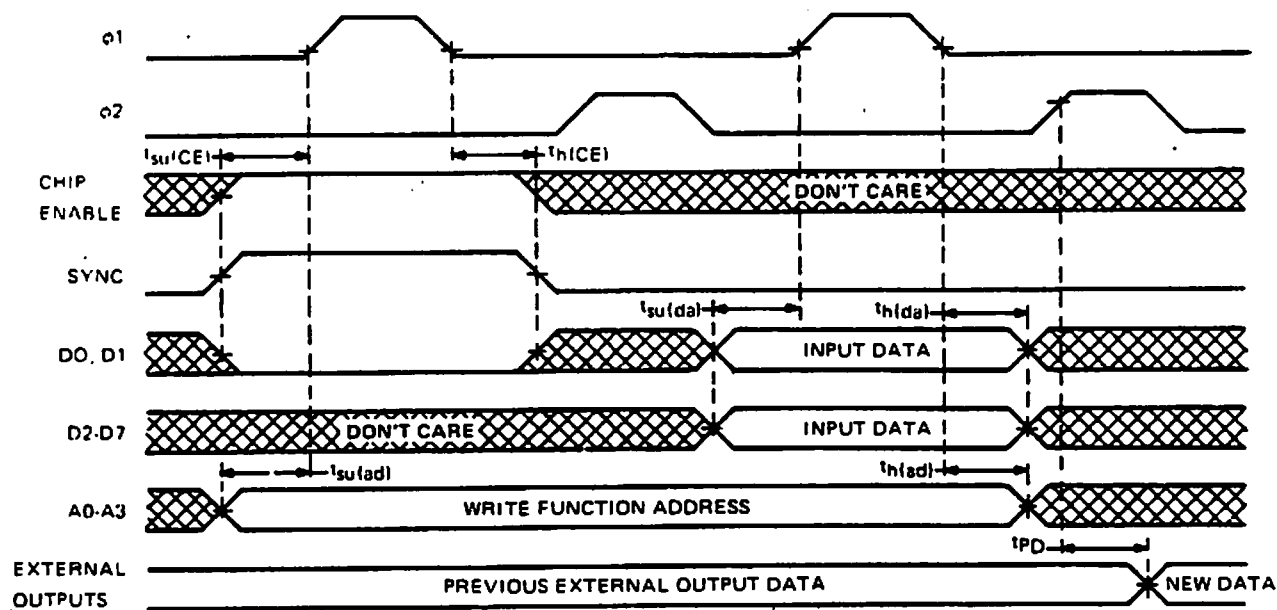 ø1
ø2
tsu(CE)
th(CE)
CHIP
ENABLE
DON'T CARE
SYNC
tsu(da)
th(da)
D0, D1
INPUT DATA
D2-D7
DON'T CARE
INPUT DATA
tsu(ad)
th(ad)
A0-A3
WRITE FUNCTION ADDRESS
tPD
EXTERNAL
OUTPUTS
PREVIOUS EXTERNAL OUTPUT DATA
NEW DATA